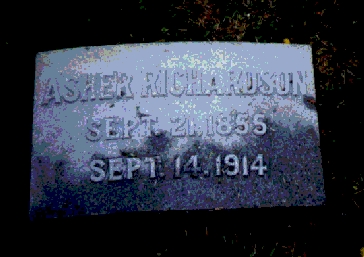 ASHER RICHARDSON
SEPT. 21. 1855
SEPT. 14. 1914